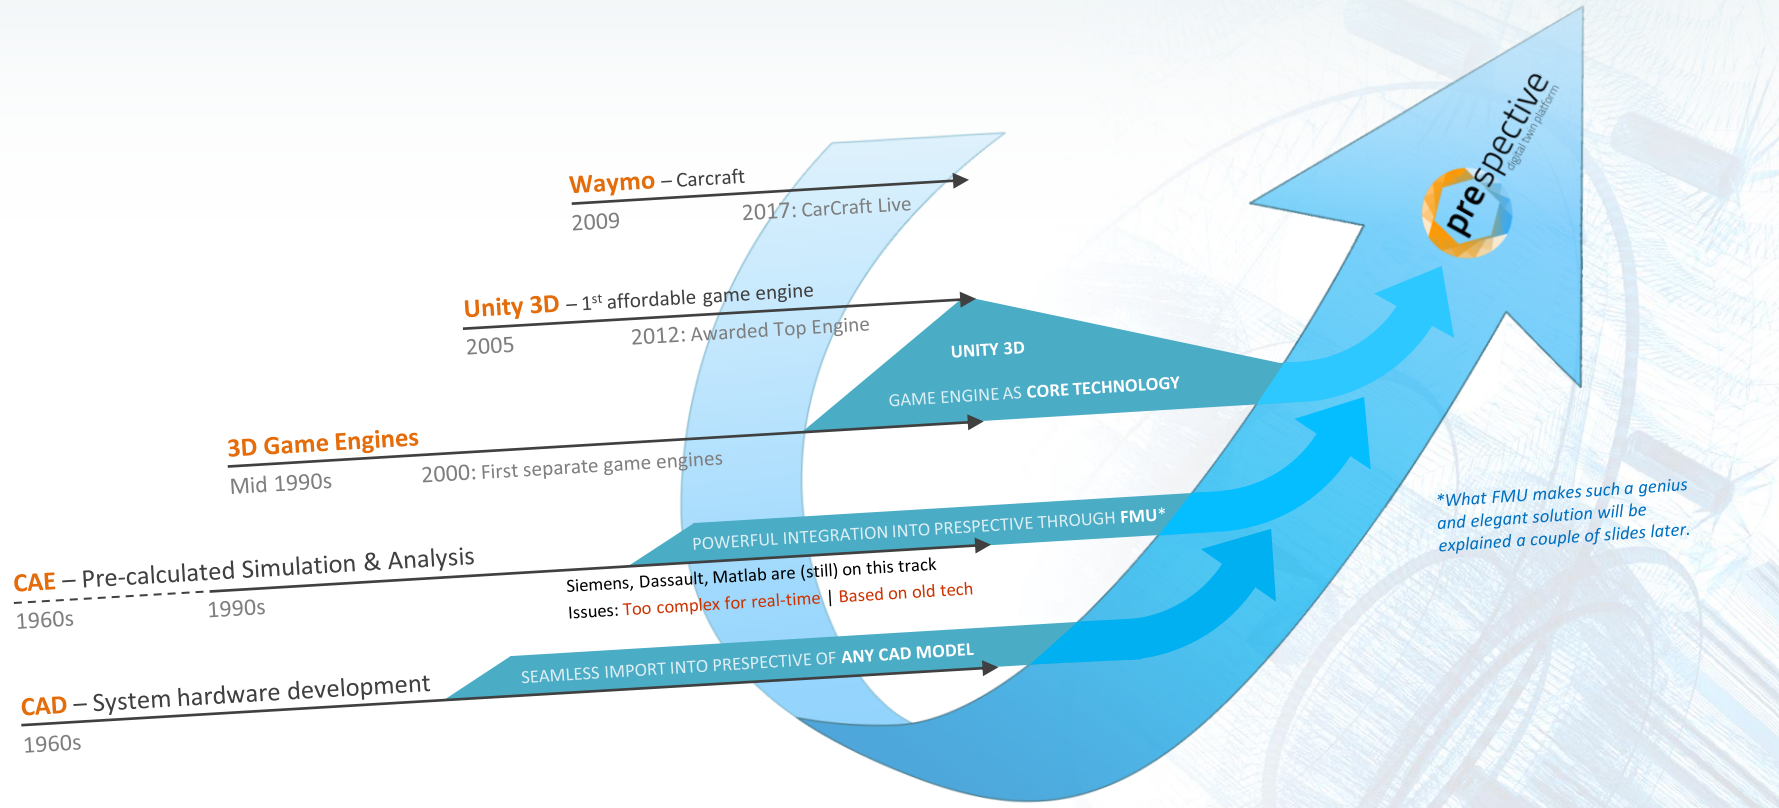 Waymo – Carcraft
2009
2017: CarCraft Live
Unity 3D – 1st affordable game engine
2005
2012: Awarded Top Engine
UNITY 3D
GAME ENGINE AS CORE TECHNOLOGY
3D Game Engines
Mid 1990s
2000: First separate game engines
POWERFUL INTEGRATION INTO PRESPECTIVE THROUGH FMU*
CAE – Pre-calculated Simulation & Analysis
1960s
1990s
Siemens, Dassault, Matlab are (still) on this track
Issues: Too complex for real-time | Based on old tech
SEAMLESS IMPORT INTO PRESPECTIVE OF ANY CAD MODEL
CAD – System hardware development
1960s
prespective
digital twin platform
*What FMU makes such a genius
and elegant solution will be
explained a couple of slides later.